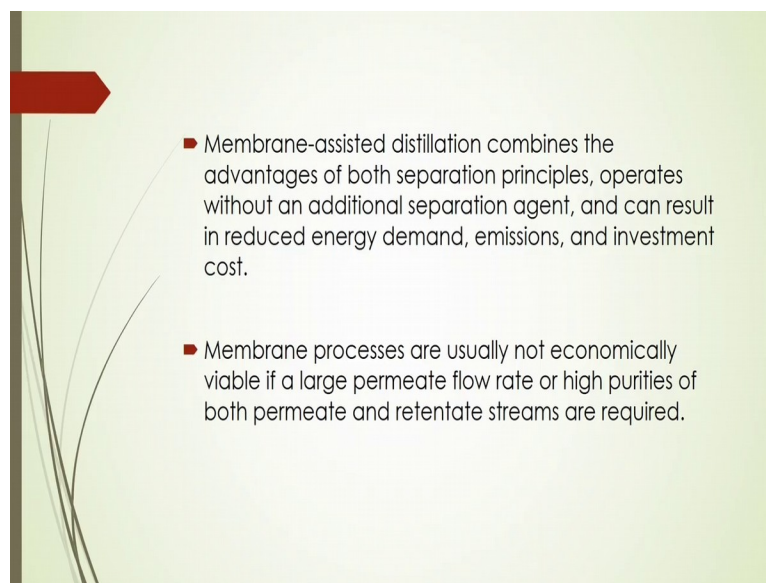 Membrane-assisted distillation combines the
advantages of both separation principles, operates
without an additional separation agent, and can result
in reduced energy demand, emissions, and investment
cost.
Membrane processes are usually not economically
viable if a large permeate flow rate or high purities of
both permeate and retentate streams are required.